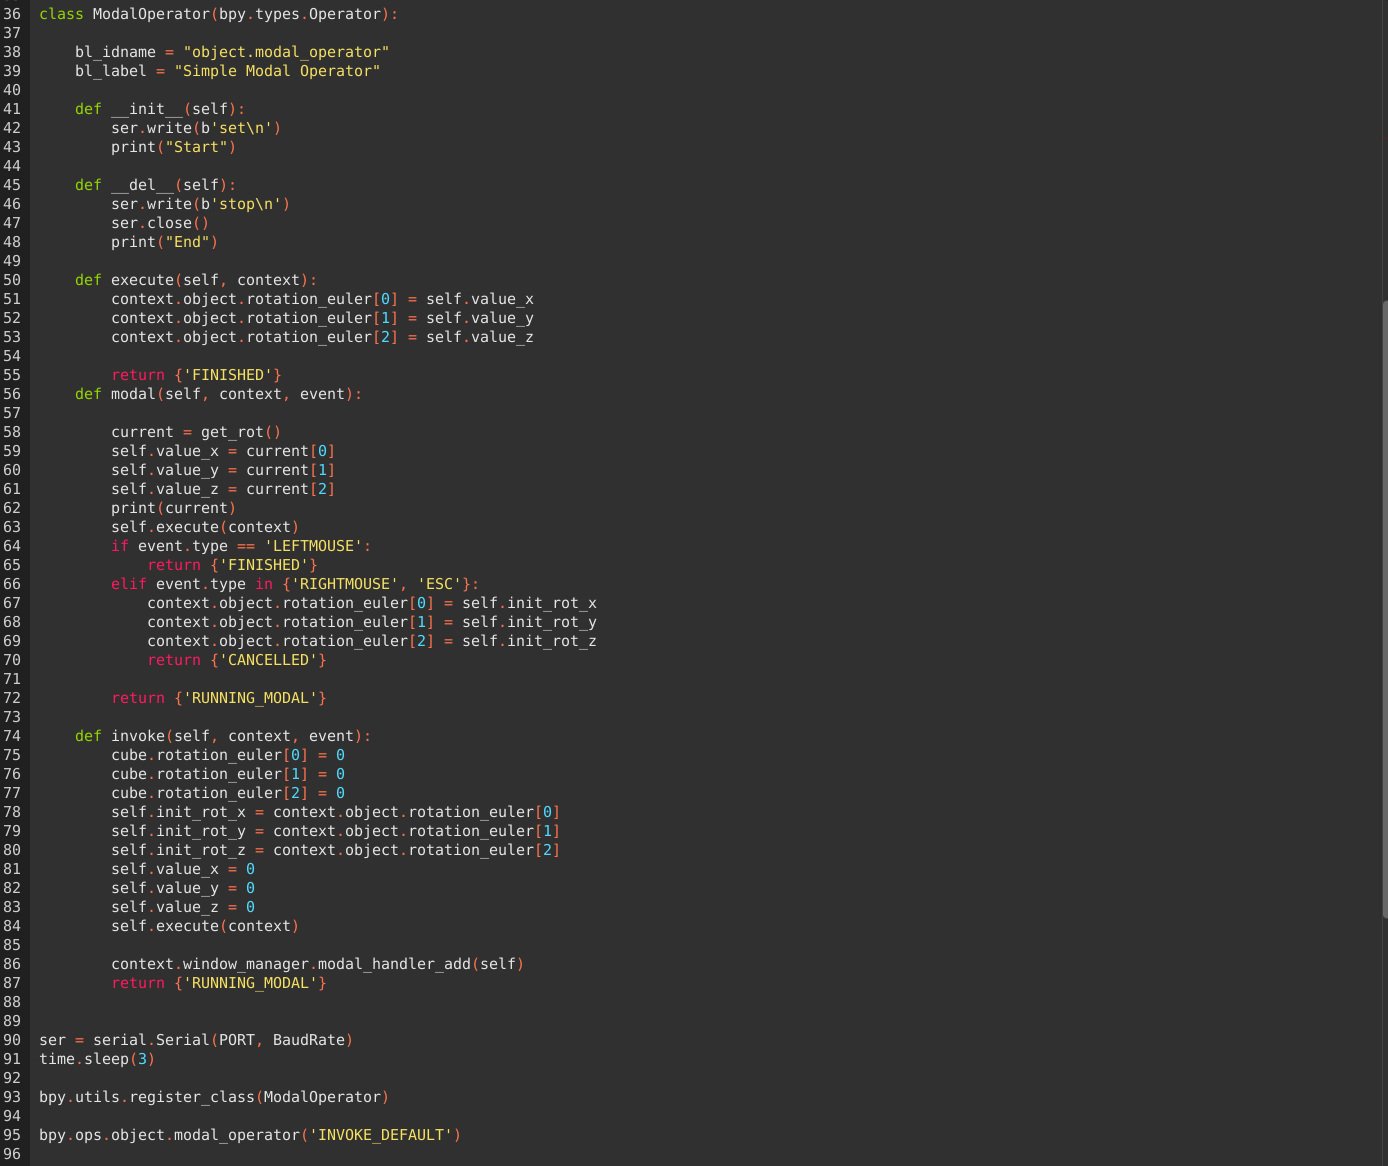 36 class ModalOperator(bpy.types.Operator):
37
38     bl_idname = "object.modal_operator"
39     bl_label = "Simple Modal Operator"
40
41     def __init__(self):
42         ser.write(b'set\n')
43         print("Start")
44
45     def __del__(self):
46         ser.write(b'stop\n')
47         ser.close()
48         print("End")
49
50     def execute(self, context):
51         context.object.rotation_euler[0] = self.value_x
52         context.object.rotation_euler[1] = self.value_y
53         context.object.rotation_euler[2] = self.value_z
54
55         return {'FINISHED'}
56     def modal(self, context, event):
57
58         current = get_rot()
59         self.value_x = current[0]
60         self.value_y = current[1]
61         self.value_z = current[2]
62         print(current)
63         self.execute(context)
64         if event.type == 'LEFTMOUSE':
65             return {'FINISHED'}
66         elif event.type in {'RIGHTMOUSE', 'ESC'}:
67             context.object.rotation_euler[0] = self.init_rot_x
68             context.object.rotation_euler[1] = self.init_rot_y
69             context.object.rotation_euler[2] = self.init_rot_z
70             return {'CANCELLED'}
71
72         return {'RUNNING_MODAL'}
73
74     def invoke(self, context, event):
75         cube.rotation_euler[0] = 0
76         cube.rotation_euler[1] = 0
77         cube.rotation_euler[2] = 0
78         self.init_rot_x = context.object.rotation_euler[0]
79         self.init_rot_y = context.object.rotation_euler[1]
80         self.init_rot_z = context.object.rotation_euler[2]
81         self.value_x = 0
82         self.value_y = 0
83         self.value_z = 0
84         self.execute(context)
85
86         context.window_manager.modal_handler_add(self)
87         return {'RUNNING_MODAL'}
88
89
90 ser = serial.Serial(PORT, BaudRate)
91 time.sleep(3)
92
93 bpy.utils.register_class(ModalOperator)
94
95 bpy.ops.object.modal_operator('INVOKE_DEFAULT')
96